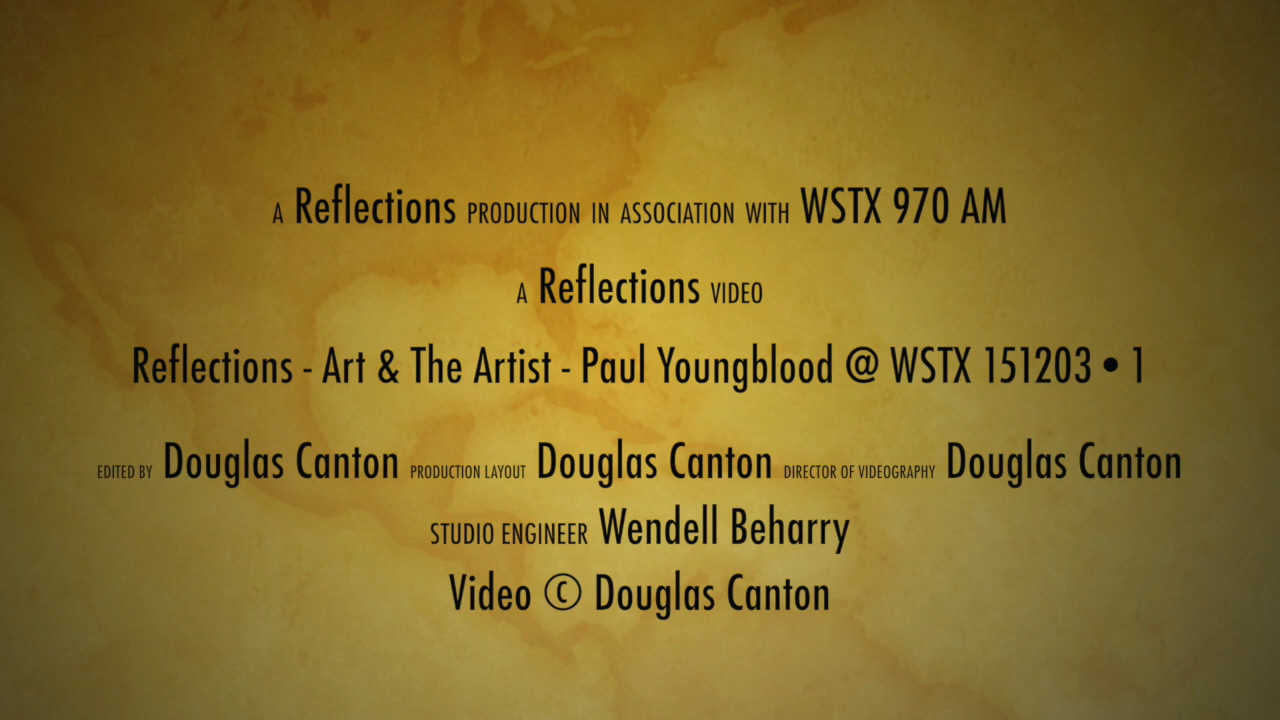 A Reflections PRODUCTION IN ASSOCIATION WITH WSTX 970 AM
A Reflections VIDEO
Reflections - Art & The Artist - Paul Youngblood @ WSTX 151203 • 1
EDITED BY Douglas Canton PRODUCTION LAYOUT Douglas Canton DIRECTOR OF VIDEOGRAPHY Douglas Canton
STUDIO ENGINEER Wendell Beharry
Video © Douglas Canton